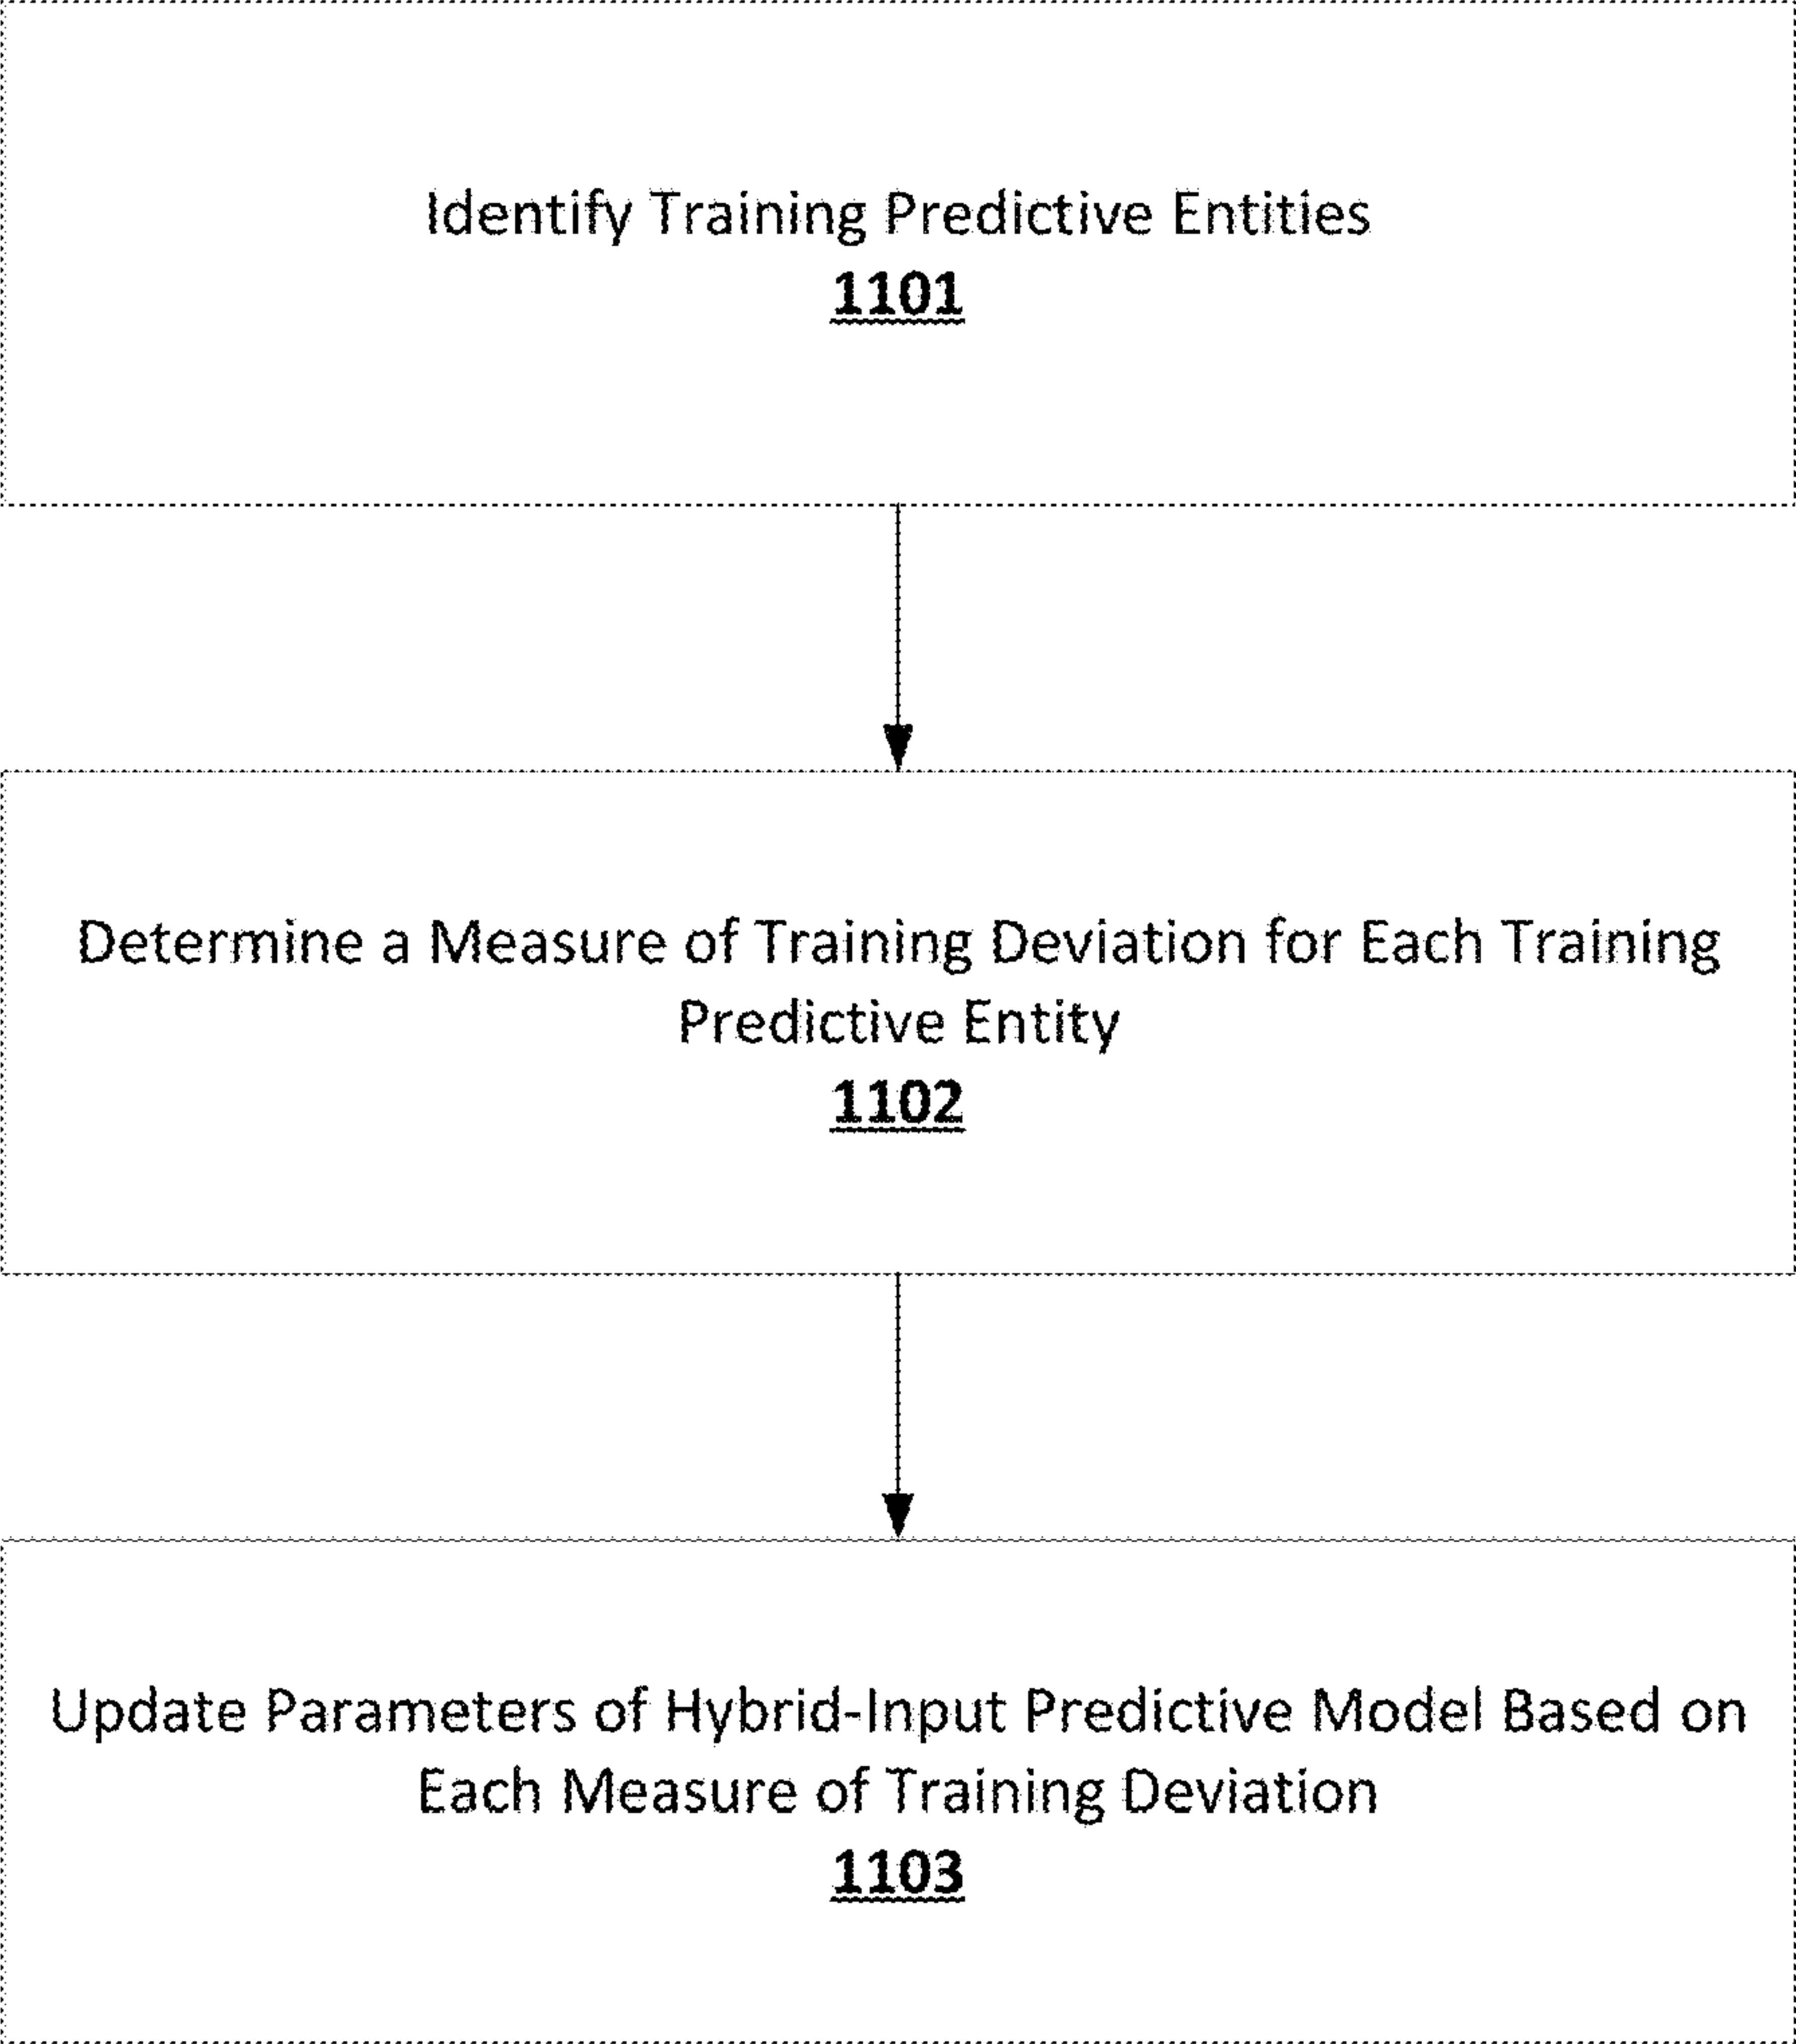 Identify Training Predictive Entities
1101
Determine a Measure of Training Deviation for Each Training
Predictive Entity
1102
Update Parameters of Hybrid-Input Predictive Model Based on
Each Measure of Training Deviation
1103